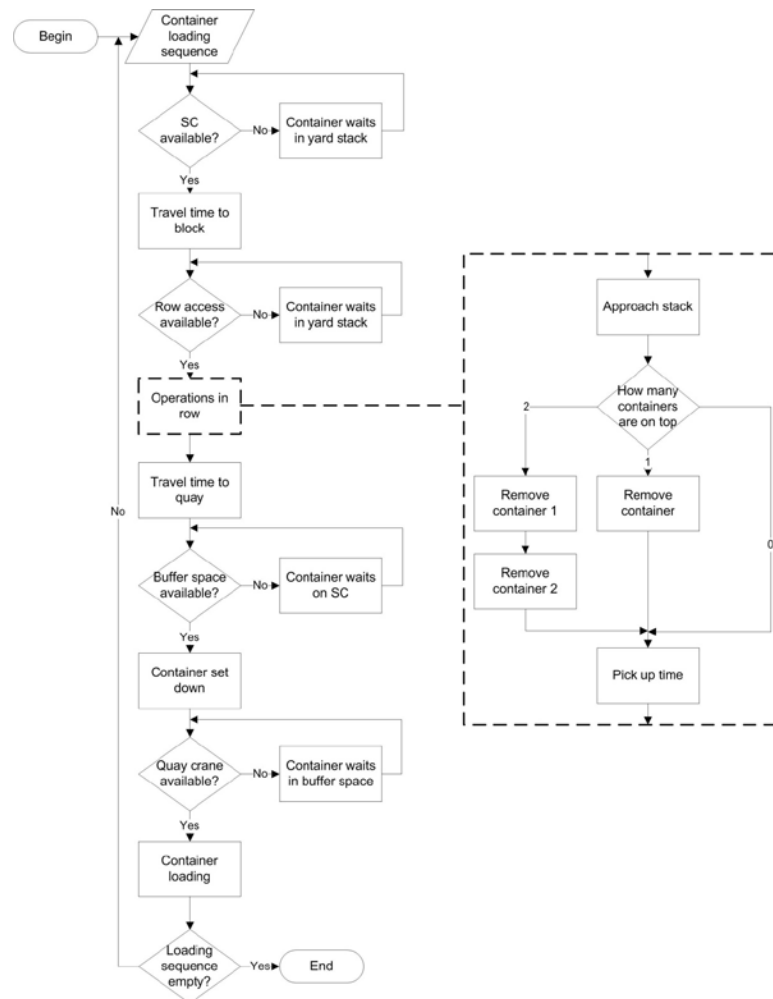 Begin
Container
loading
sequence
SC
available?
No
Container waits
in yard stack
Yes
Travel time to
block
Row access
available?
No
Container waits
in yard stack
Yes
Operations in
row
Travel time to
quay
No
Buffer space
available?
No
Container waits
on SC
Yes
Container set
down
Quay crane
available?
No
Container waits
in buffer space
Yes
Container
loading
Loading
sequence
empty?
Yes
End
Approach stack
How many
containers
are on top
2
1
0
Remove
container 1
Remove
container
Remove
container 2
Pick up time